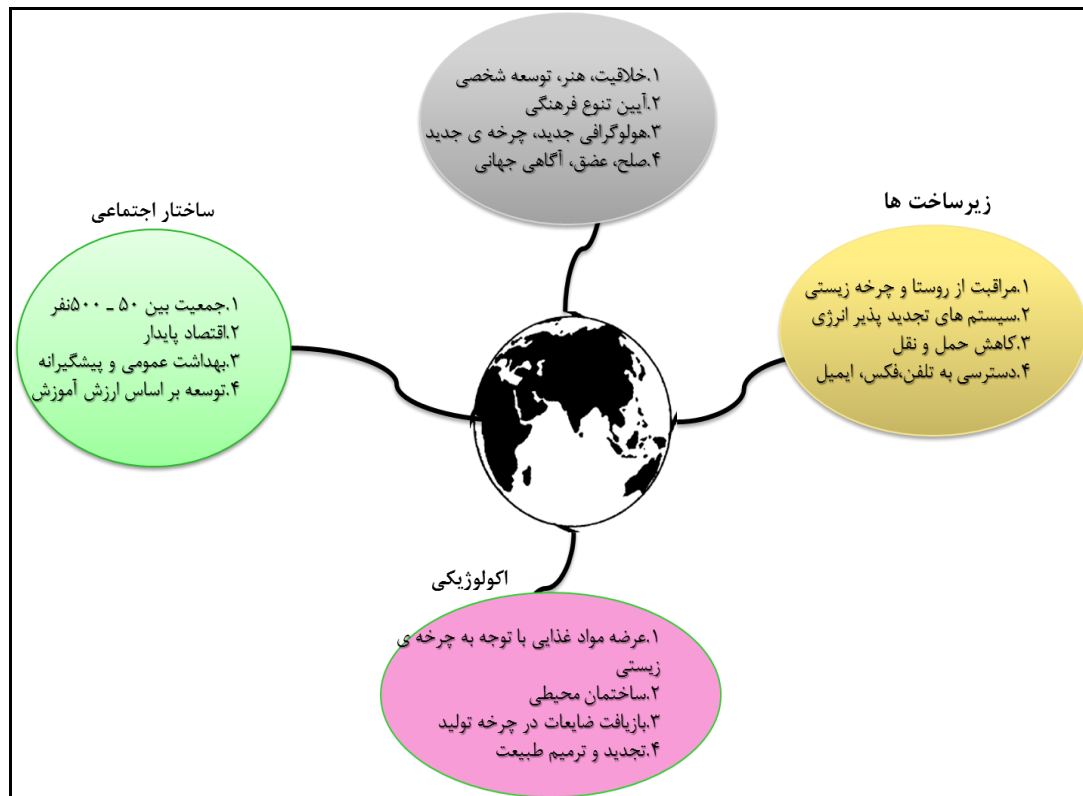 ۱.خلاقیت، هنر، توسعه شخصی
۲.آیین تنوع فرهنگی
۳.هولوگرافی جدید، چرخه ی جدید
۴.صلح، عضق، آگاهی جهانی
زیرساخت ها
۱.مراقبت از روستا و چرخه زیستی
۲.سیستم های تجدید پذیر انرژی
۳.کاهش حمل و نقل
۴.دسترسی به تلفن،فکس، ایمیل
ساختار اجتماعی
۱.جمعیت بین ۵۰ ـ ۵۰۰نفر
۲.اقتصاد پایدار
۳.بهداشت عمومی و پیشگیرانه
۴.توسعه بر اساس ارزش آموزش
اکولوژیکی
۱.عرضه مواد غذایی با توجه به چرخه ی
زیستی
۲.ساختمان محیطی
۳.بازیافت ضایعات در چرخه تولید
۴.تجدید و ترمیم طبیعت